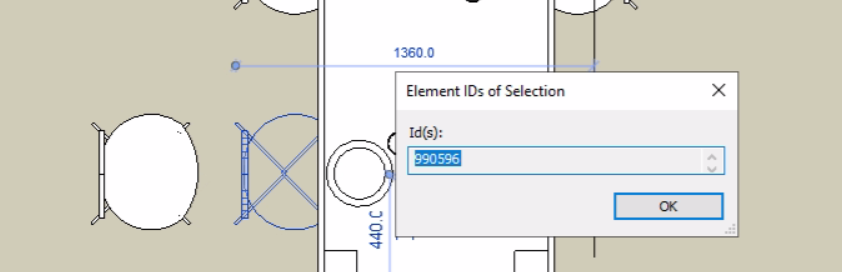 1360.0
Element IDs of Selection
Id(s):
990596
OK
440.0